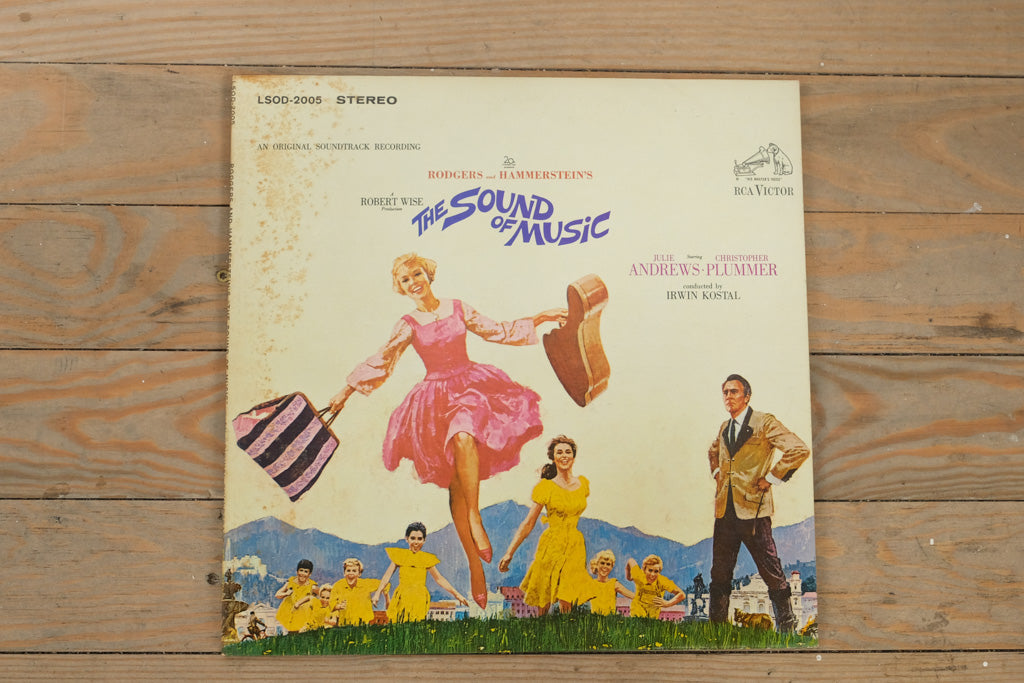 LSOD-2005 STEREO
AN ORIGINAL SOUNDTRACK RECORDING
20
RODGERS and HAMMERSTEIN'S
A
ROBERT WISE
Production
THE SOUND
OF MUSIC
"HIS MASTER'S VOICE"
RCA VICTOR
JULIE Starring CHRISTOPHER
ANDREWS · PLUMMER
conducted by
IRWIN KOSTAL